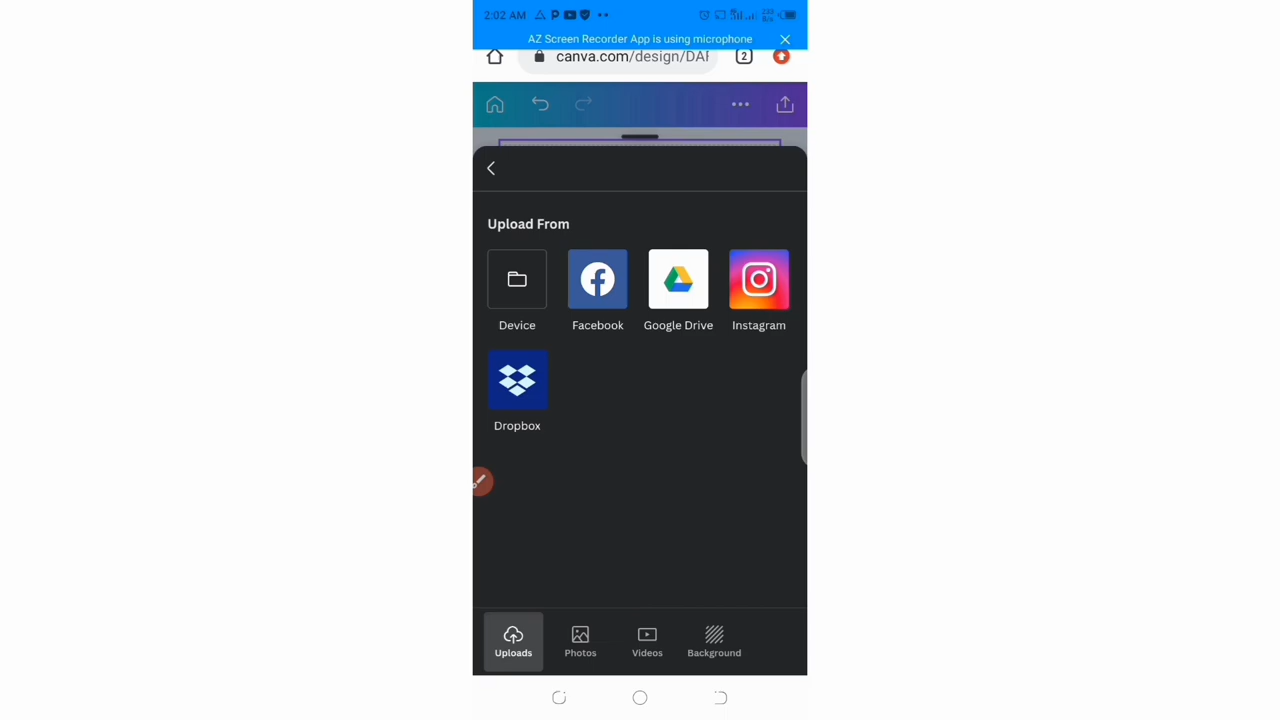 2:02 AM
AZ Screen Recorder App is using microphone
canva.com/design/DAF
2
Upload From
Device
Facebook
Google Drive
Instagram
Dropbox
Uploads
Photos
Videos
Background